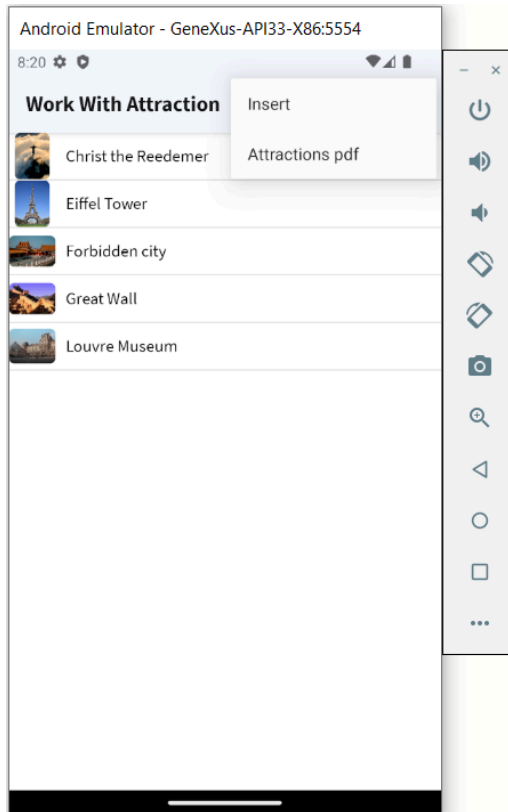 Android Emulator - GeneXus-API33-X86:5554
8:20
Work With Attraction
Insert
Attractions pdf
Christ the Reedemer
Eiffel Tower
Forbidden city
Great Wall
Louvre Museum